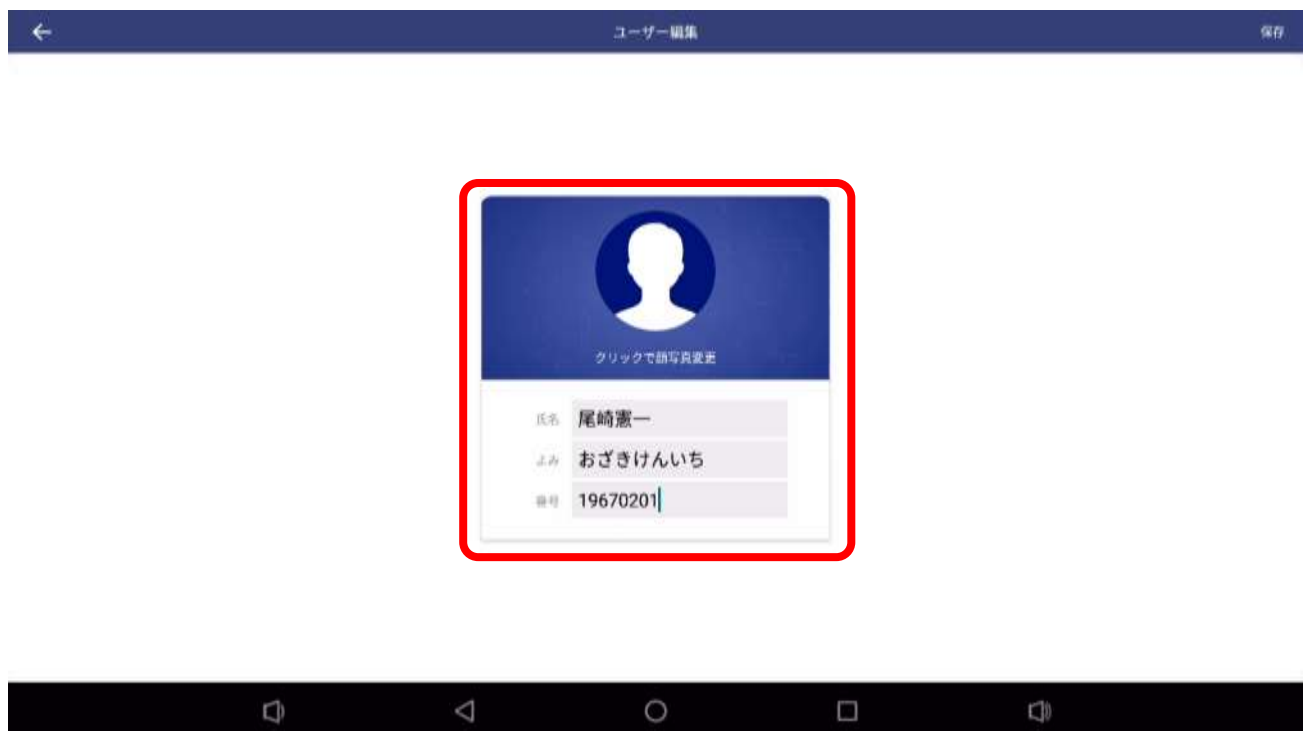 ユーザー編集
保存
クリックで顔写真変更
氏名 尾崎憲一
よみ おざきけんいち
番号 19670201